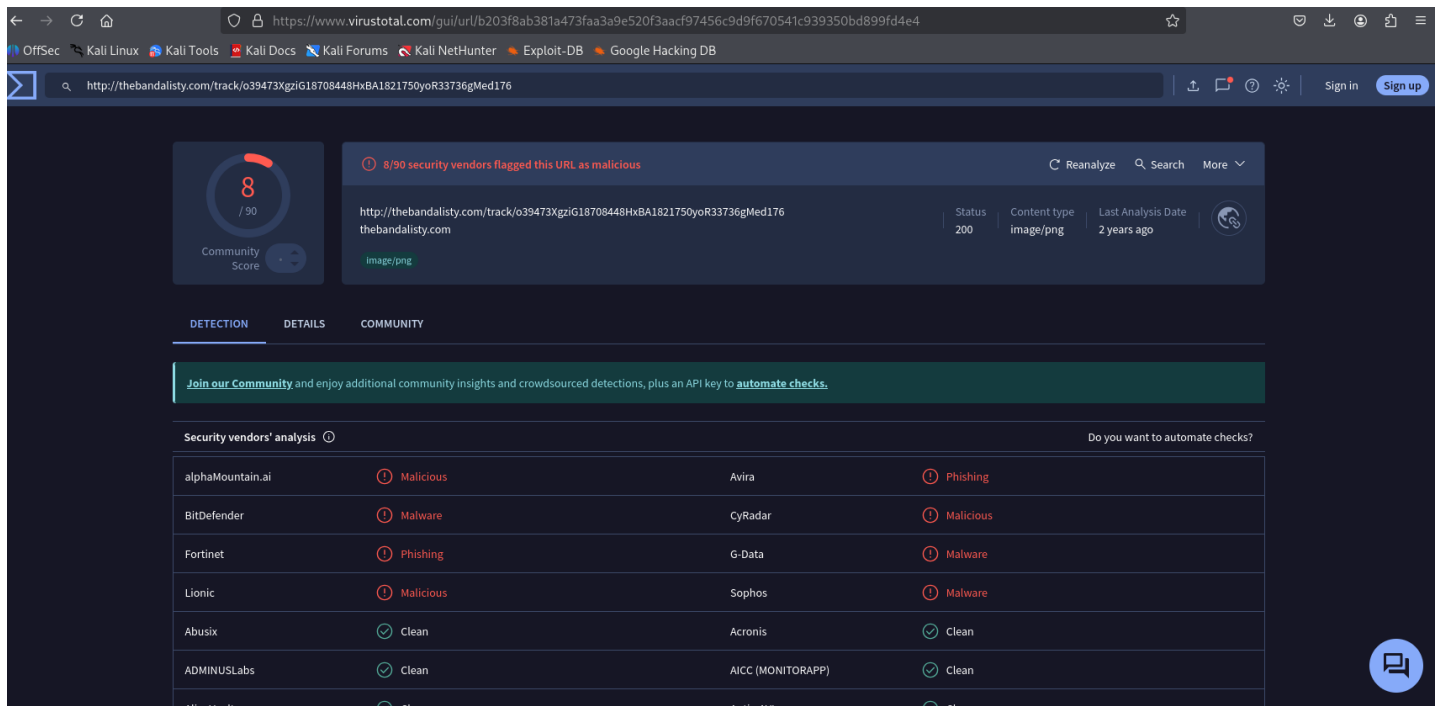 https://www.virustotal.com/gui/url/b203f8ab381a473faa3a9e520f3aacf97456c9d9f670541c939350bd899fd4e4
OffSec Kali Linux Kali Tools Kali Docs Kali Forums Kali NetHunter Exploit-DB Google Hacking DB
http://thebandalisty.com/track/o39473XgziG18708448HxBA1821750yoR33736gMed176 Sign in Sign up
8/90 security vendors flagged this URL as malicious Reanalyze Search More
8
/ 90
Community
Score
http://thebandalisty.com/track/o39473XgziG18708448HxBA1821750yoR33736gMed176
thebandalisty.com
Status Content type Last Analysis Date
200 image/png 2 years ago
image/png
DETECTION DETAILS COMMUNITY
Join our Community and enjoy additional community insights and crowdsourced detections, plus an API key to automate checks.
Security vendors' analysis Do you want to automate checks?
alphaMountain.ai Malicious Avira Phishing
BitDefender Malware CyRadar Malicious
Fortinet Phishing G-Data Malware
Lionic Malicious Sophos Malware
Abusix Clean Acronis Clean
ADMINUSLabs Clean AICC (MONITORAPP) Clean